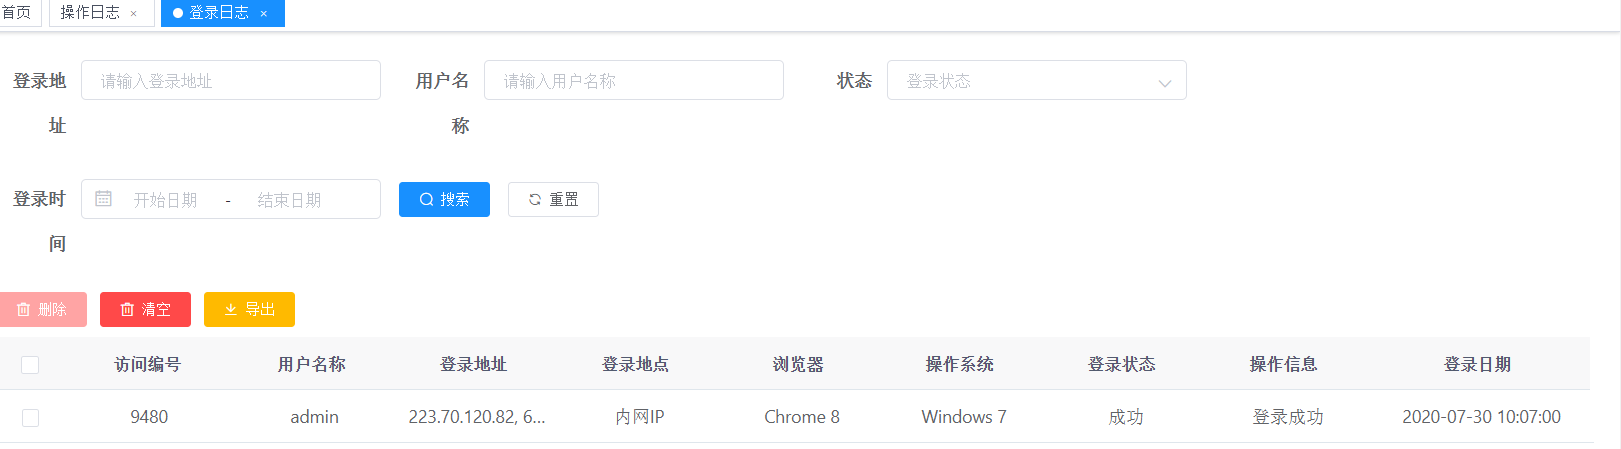 首页 操作日志 × 登录日志 ×
登录地址 请输入登录地址 用户名称 请输入用户名称 状态 登录状态
登录时间 开始日期 - 结束日期 搜索 重置
删除 清空 导出
访问编号 用户名称 登录地址 登录地点 浏览器 操作系统 登录状态 操作信息 登录日期
9480 admin 223.70.120.82, 6... 内网IP Chrome 8 Windows 7 成功 登录成功 2020-07-30 10:07:00